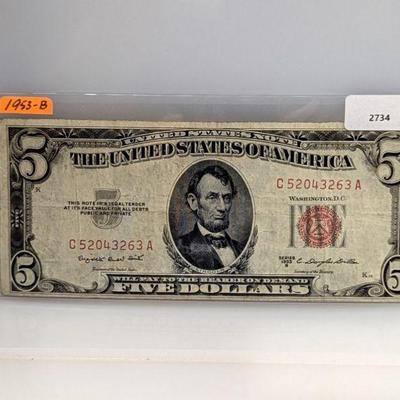 1953-B
2734
UNITED STATES NOTE
5 THE UNITED STATES OF AMERICA 5
C 52043263 A
WASHINGTON, D.C.
THIS NOTE IS A LEGAL TENDER
AT ITS FACE VALUE FOR ALL DEBTS
PUBLIC AND PRIVATE
C 52043263 A
SERIES
1953
B
WILL PAY TO THE BEARER ON DEMAND
5 FIVE DOLLARS 5